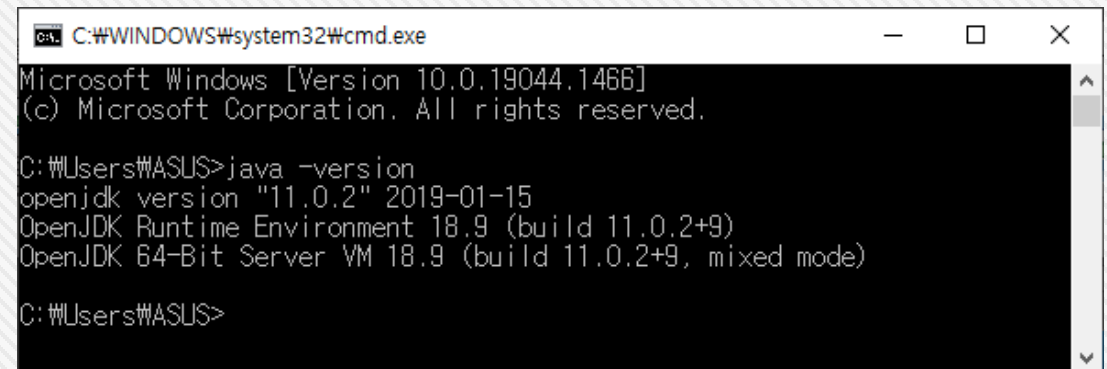 C:₩WINDOWS₩system32₩cmd.exe
Microsoft Windows [Version 10.0.19044.1466]
(c) Microsoft Corporation. All rights reserved.
C:₩Users₩ASUS>java -version
openjdk version "11.0.2" 2019-01-15
OpenJDK Runtime Environment 18.9 (build 11.0.2+9)
OpenJDK 64-Bit Server VM 18.9 (build 11.0.2+9, mixed mode)
C:₩Users₩ASUS>